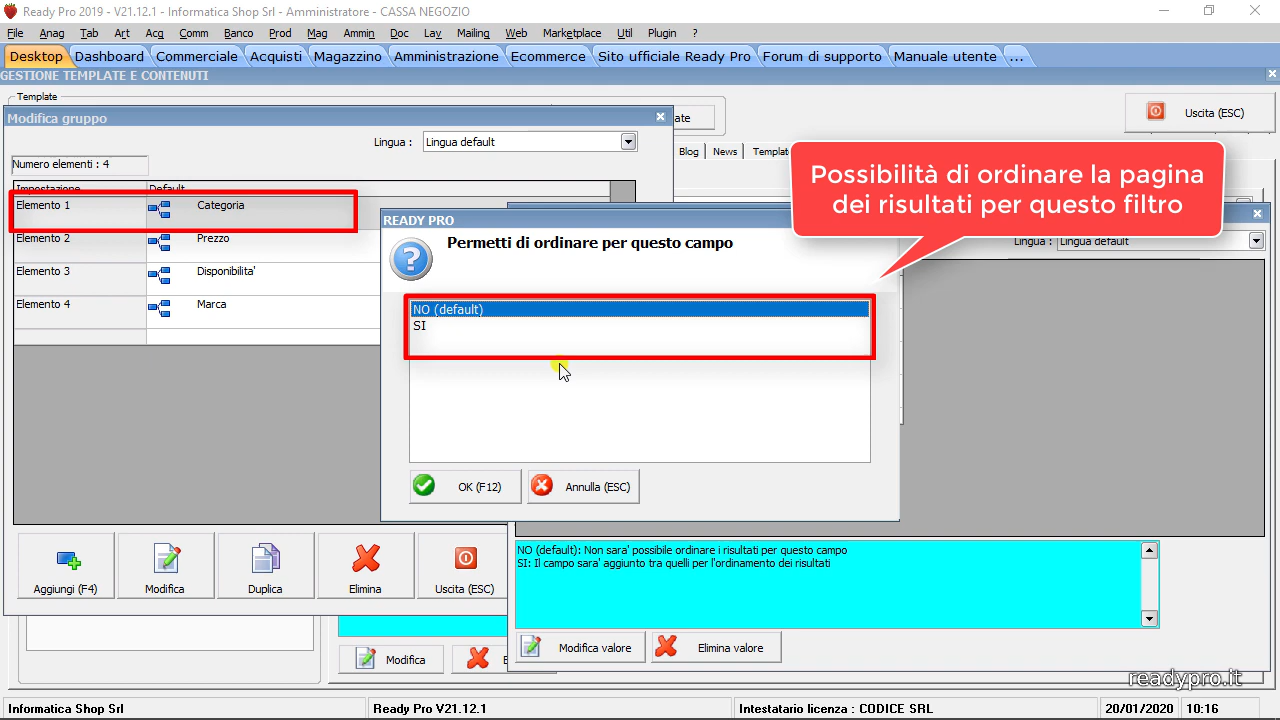 Ready Pro 2019 - V21.12.1 - Informatica Shop Srl - Amministratore - CASSA NEGOZIO
File Anag Tab Art Acq Comm Banco Prod Mag Ammin Doc Lav Mailing Web Marketplace Util Plugin ?
Desktop Dashboard Commerciale Acquisti Magazzino Amministrazione Ecommerce Sito ufficiale Ready Pro Forum di supporto Manuale utente ...
GESTIONE TEMPLATE E CONTENUTI
Template
Uscita (ESC)
Modifica gruppo
Lingua : Lingua default
Blog News
Numero elementi : 4
Possibilità di ordinare la pagina
dei risultati per questo filtro
Impostazione Default
Elemento 1 Categoria
Elemento 2 Prezzo
Elemento 3 Disponibilita'
Elemento 4 Marca
READY PRO
Permetti di ordinare per questo campo
Lingua : Lingua default
NO (default)
SI
OK (F12) Annulla (ESC)
Aggiungi (F4) Modifica Duplica Elimina Uscita (ESC)
NO (default): Non sara' possibile ordinare i risultati per questo campo
SI: Il campo sara' aggiunto tra quelli per l'ordinamento dei risultati
Modifica
Modifica valore Elimina valore
readypro.it
Informatica Shop Srl Ready Pro V21.12.1 Intestatario licenza : CODICE SRL 20/01/2020 10:16